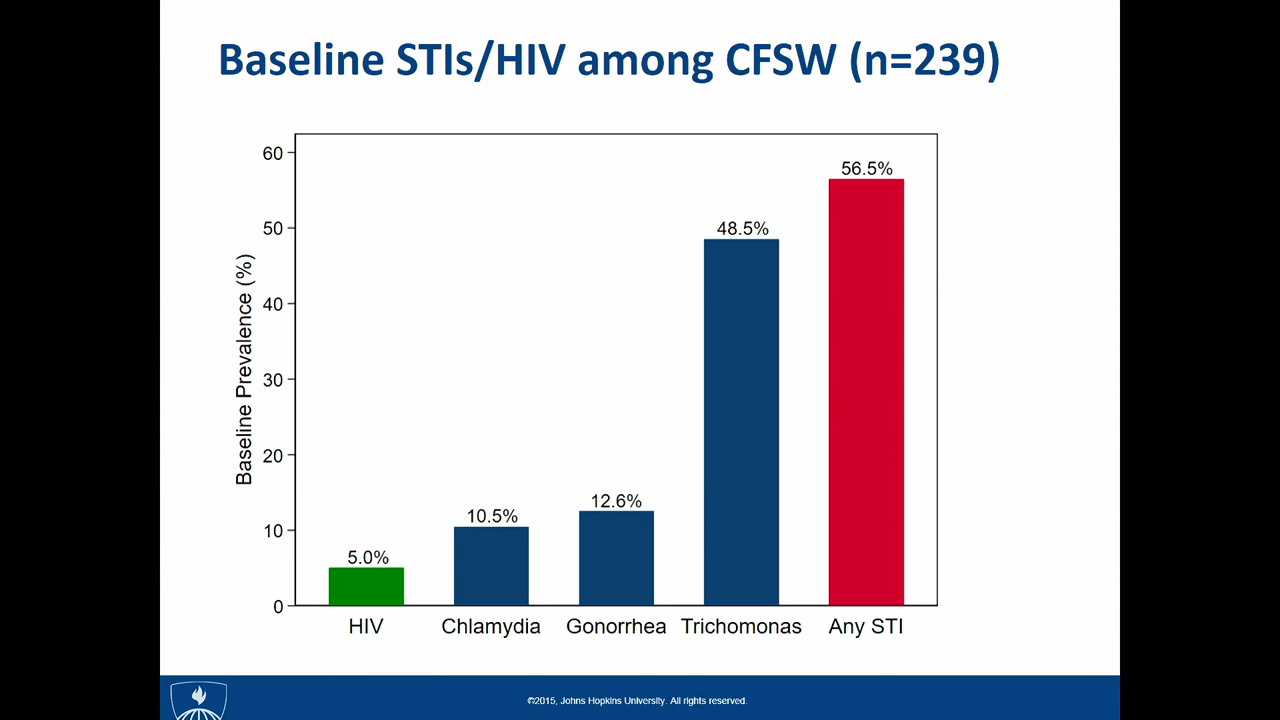 Baseline STIs/HIV among CFSW (n=239)
Baseline Prevalence (%)
60
50
40
30
20
10
0
5.0%
10.5%
12.6%
48.5%
56.5%
HIV
Chlamydia
Gonorrhea
Trichomonas
Any STI
©2015, Johns Hopkins University. All rights reserved.